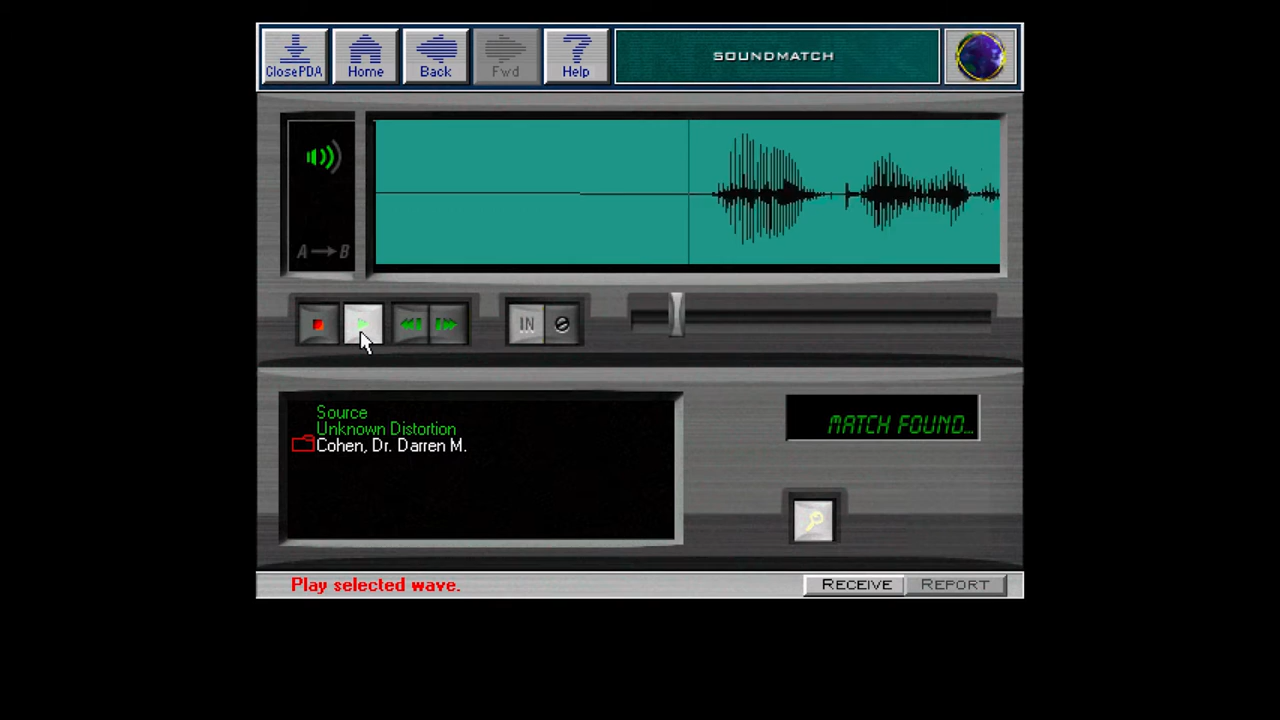 ClosePDA
Home
Back
Fwd
?
Help
SOUNDMATCH
A→B
IN
Source
Unknown Distortion
Cohen, Dr. Darren M.
MATCH FOUND...
Play selected wave.
RECEIVE
REPORT